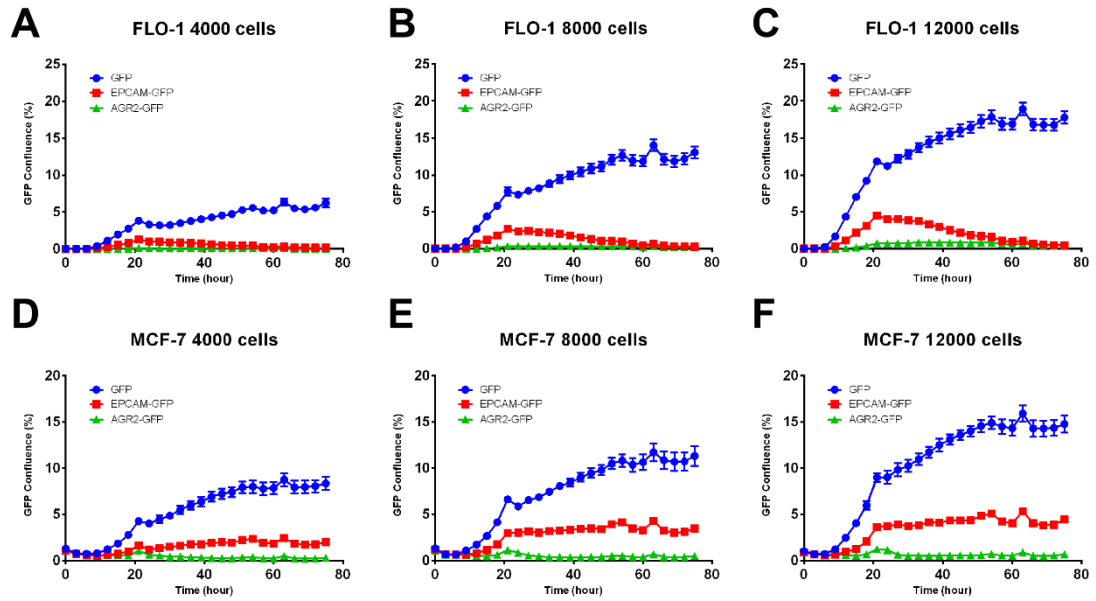 A
FLO-1 4000 cells
GFP Confluence (%)
25
20
15
10
5
0
GFP
EPCAM-GFP
AGR2-GFP
0 20 40 60 80
Time (hour)
B
FLO-1 8000 cells
GFP Confluence (%)
25
20
15
10
5
0
GFP
EPCAM-GFP
AGR2-GFP
0 20 40 60 80
Time (hour)
C
FLO-1 12000 cells
GFP Confluence (%)
25
20
15
10
5
0
GFP
EPCAM-GFP
AGR2-GFP
0 20 40 60 80
Time (hour)
D
MCF-7 4000 cells
GFP Confluence (%)
20
15
10
5
0
GFP
EPCAM-GFP
AGR2-GFP
0 20 40 60 80
Time (hour)
E
MCF-7 8000 cells
GFP Confluence (%)
20
15
10
5
0
GFP
EPCAM-GFP
AGR2-GFP
0 20 40 60 80
Time (hour)
F
MCF-7 12000 cells
GFP Confluence (%)
20
15
10
5
0
GFP
EPCAM-GFP
AGR2-GFP
0 20 40 60 80
Time (hour)